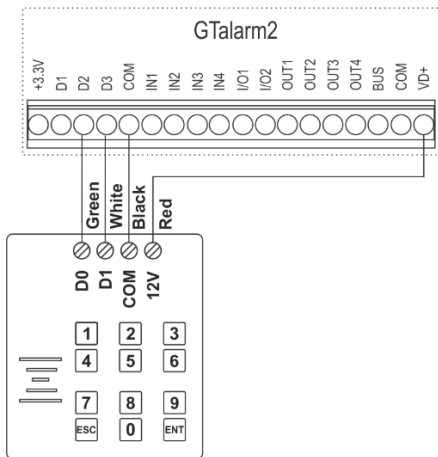 GTalarm2
+3.3V D1 D2 D3 COM IN1 IN2 IN3 IN4 I/O1 I/O2 OUT1 OUT2 OUT3 OUT4 BUS COM VD+
Green White Black Red
D0 D1 COM 12V
1 2 3
4 5 6
7 8 9
ESC 0 ENT